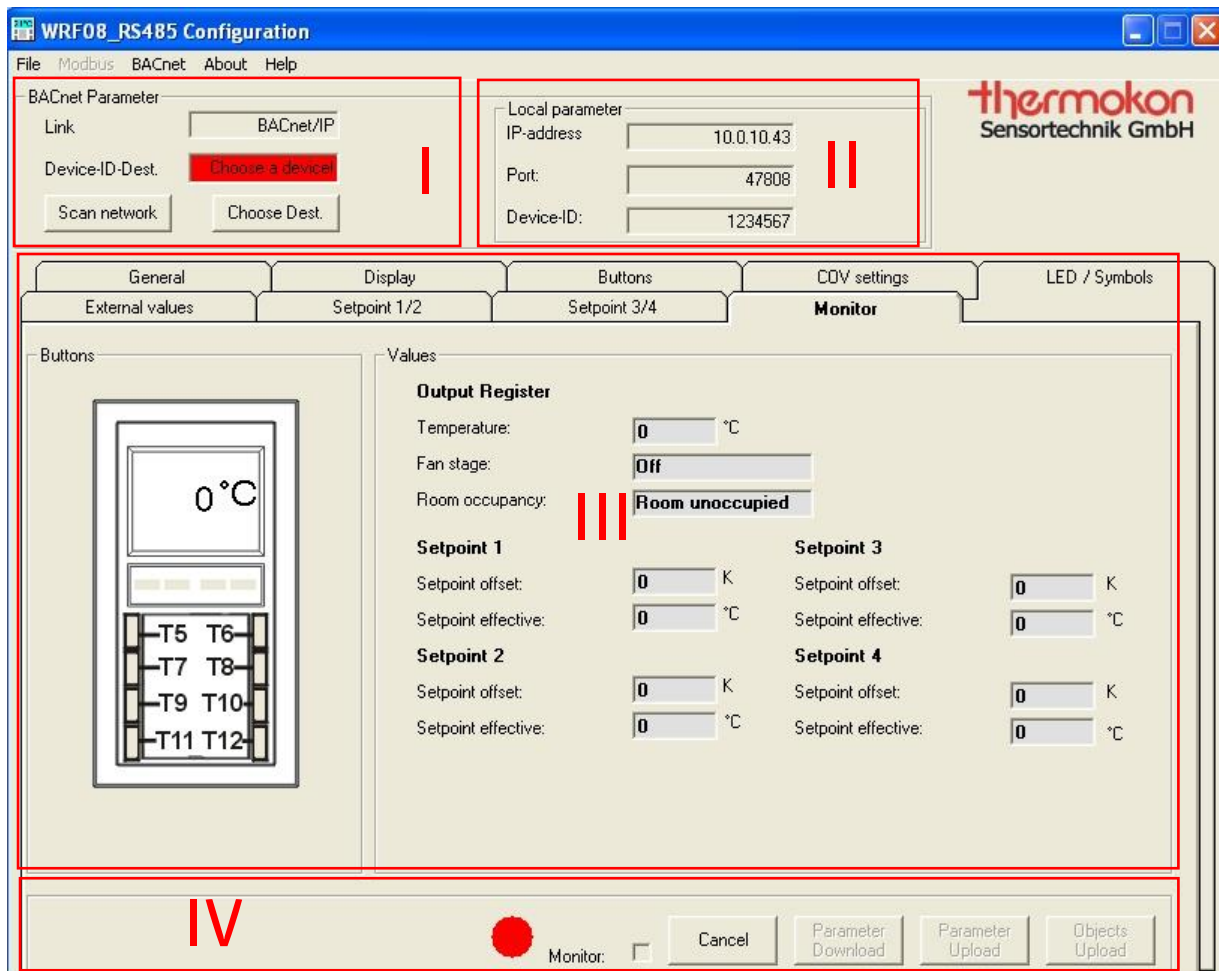 WRF08_RS485 Configuration
File Modbus BACnet About Help
BACnet Parameter
Link BACnet/IP
Device-ID-Dest. Choose a device!
Scan network Choose Dest.
I
Local parameter
IP-address 10.0.10.43
Port: 47808
Device-ID: 1234567
II
thermokon
Sensortechnik GmbH
General Display Buttons COV settings LED / Symbols
External values Setpoint 1/2 Setpoint 3/4 Monitor
Buttons
0°C
T5 T6
T7 T8
T9 T10
T11 T12
Values
Output Register
Temperature: 0 °C
Fan stage: Off
Room occupancy: Room unoccupied
III
Setpoint 1
Setpoint offset: 0 K
Setpoint effective: 0 °C
Setpoint 2
Setpoint offset: 0 K
Setpoint effective: 0 °C
Setpoint 3
Setpoint offset: 0 K
Setpoint effective: 0 °C
Setpoint 4
Setpoint offset: 0 K
Setpoint effective: 0 °C
IV
Monitor:
Cancel
Parameter
Download
Parameter
Upload
Objects
Upload